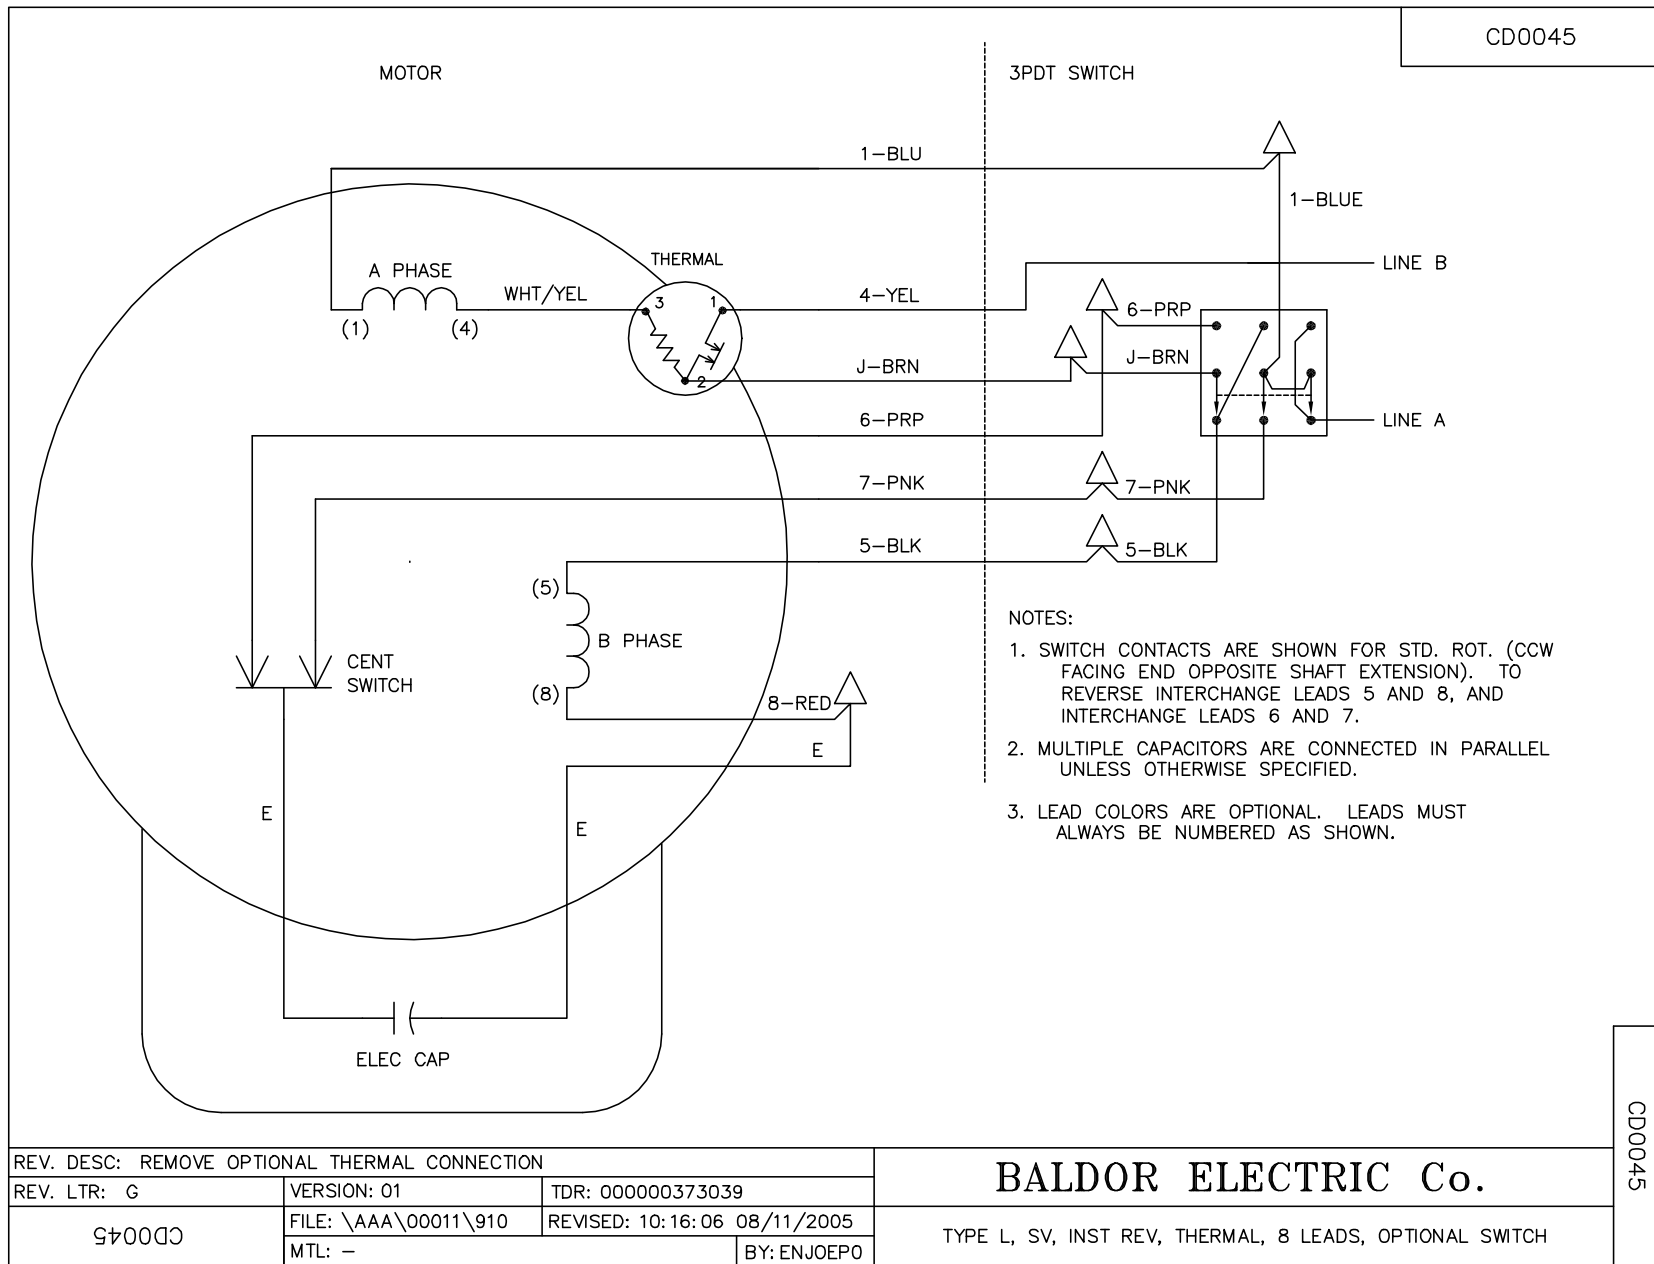 CD0045
MOTOR
3PDT SWITCH
1-BLU
1-BLUE
THERMAL
A PHASE
LINE B
WHT/YEL
4-YEL
3
1
6-PRP
(1)
(4)
J-BRN
J-BRN
2
6-PRP
LINE A
7-PNK
7-PNK
5-BLK
5-BLK
(5)
B PHASE
CENT
SWITCH
(8)
8-RED
E
E
E
ELEC CAP
NOTES:
1. SWITCH CONTACTS ARE SHOWN FOR STD. ROT. (CCW
FACING END OPPOSITE SHAFT EXTENSION). TO
REVERSE INTERCHANGE LEADS 5 AND 8, AND
INTERCHANGE LEADS 6 AND 7.
2. MULTIPLE CAPACITORS ARE CONNECTED IN PARALLEL
UNLESS OTHERWISE SPECIFIED.
3. LEAD COLORS ARE OPTIONAL. LEADS MUST
ALWAYS BE NUMBERED AS SHOWN.
CD0045
REV. DESC: REMOVE OPTIONAL THERMAL CONNECTION
REV. LTR: G
VERSION: 01
TDR: 000000373039
CD0045
FILE: \AAA\00011\910
REVISED: 10:16:06 08/11/2005
MTL: -
BY: ENJOEPO
BALDOR ELECTRIC Co.
TYPE L, SV, INST REV, THERMAL, 8 LEADS, OPTIONAL SWITCH